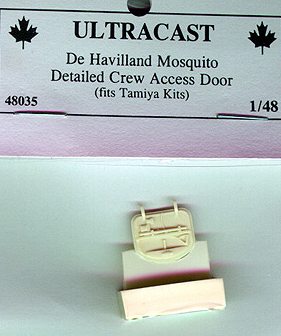 ULTRACAST
De Havilland Mosquito
Detailed Crew Access Door
(fits Tamiya Kits)
48035 1/48